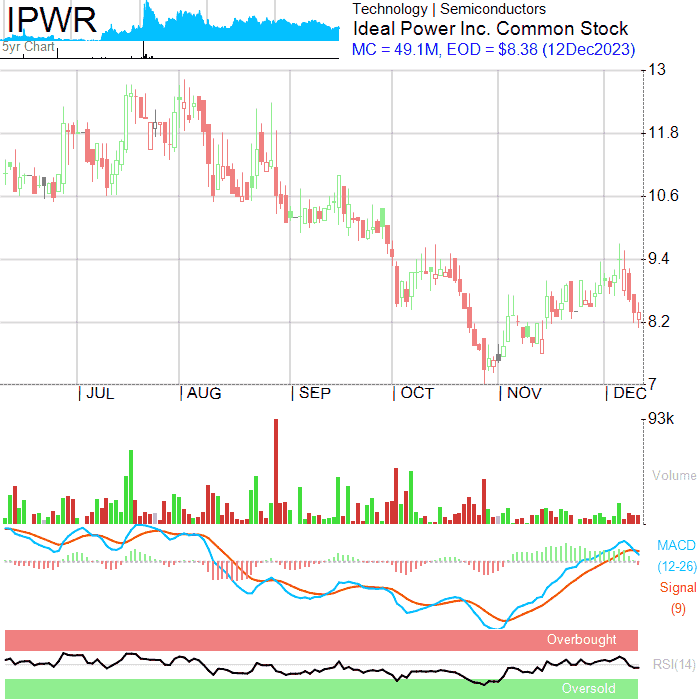 IPWR
5yr Chart
Technology | Semiconductors
Ideal Power Inc. Common Stock
MC = 49.1M, EOD = $8.38 (12Dec2023)
13
11.8
10.6
9.4
8.2
7
| JUL | AUG | SEP | OCT | NOV | DEC
93k
Volume
MACD
(12-26)
Signal
(9)
Overbought
RSI(14)
Oversold